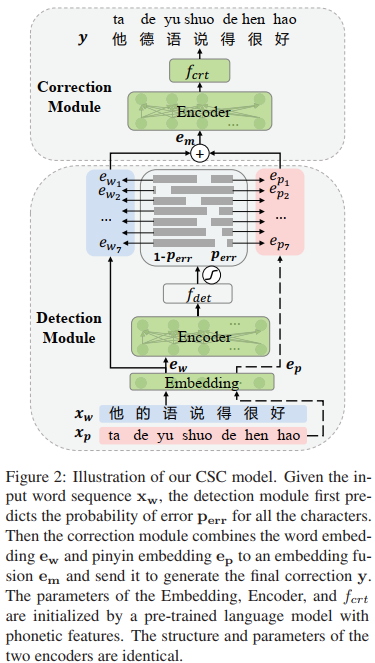 ta de yu shuo de hen hao
y 他 德 语 说 得 很 好
f_crt
Correction
Module
Encoder
...
e_m
+
e_w1 e_p1
e_w2 e_p2
... ...
e_w7 e_p7
1-p_err p_err
f_det
Detection
Module
...
Encoder
...
e_w e_p
Embedding
x_w 他 的 语 说 得 很 好
x_p ta de yu shuo de hen hao
Figure 2: Illustration of our CSC model. Given the in-
put word sequence x_w, the detection module first pre-
dicts the probability of error p_err for all the characters.
Then the correction module combines the word embed-
ding e_w and pinyin embedding e_p to an embedding fu-
sion e_m and send it to generate the final correction y.
The parameters of the Embedding, Encoder, and f_crt
are initialized by a pre-trained language model with
phonetic features. The structure and parameters of the
two encoders are identical.